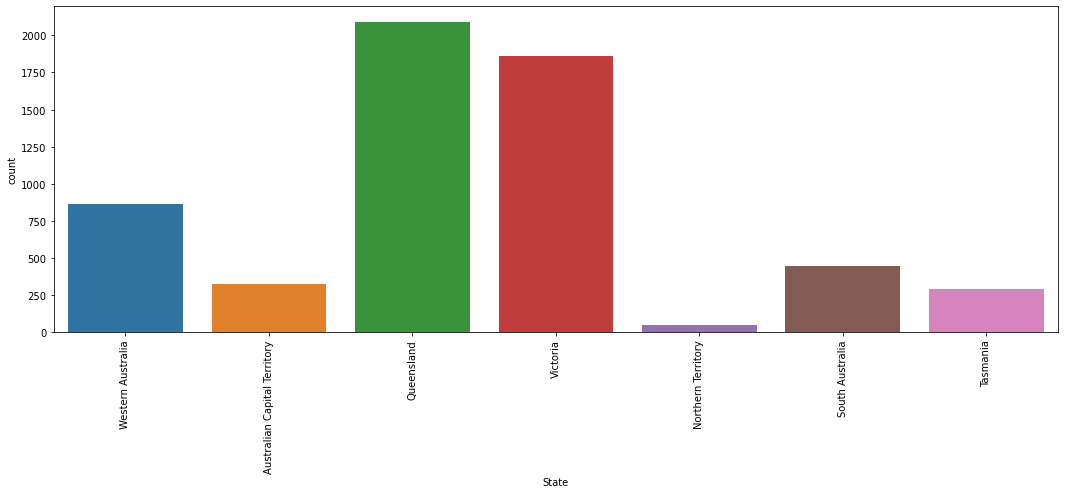 2000
1750
1500
1250
1000
750
500
250
0
count
Western Australia
Australian Capital Territory
Queensland
Victoria
Northern Territory
South Australia
Tasmania
State